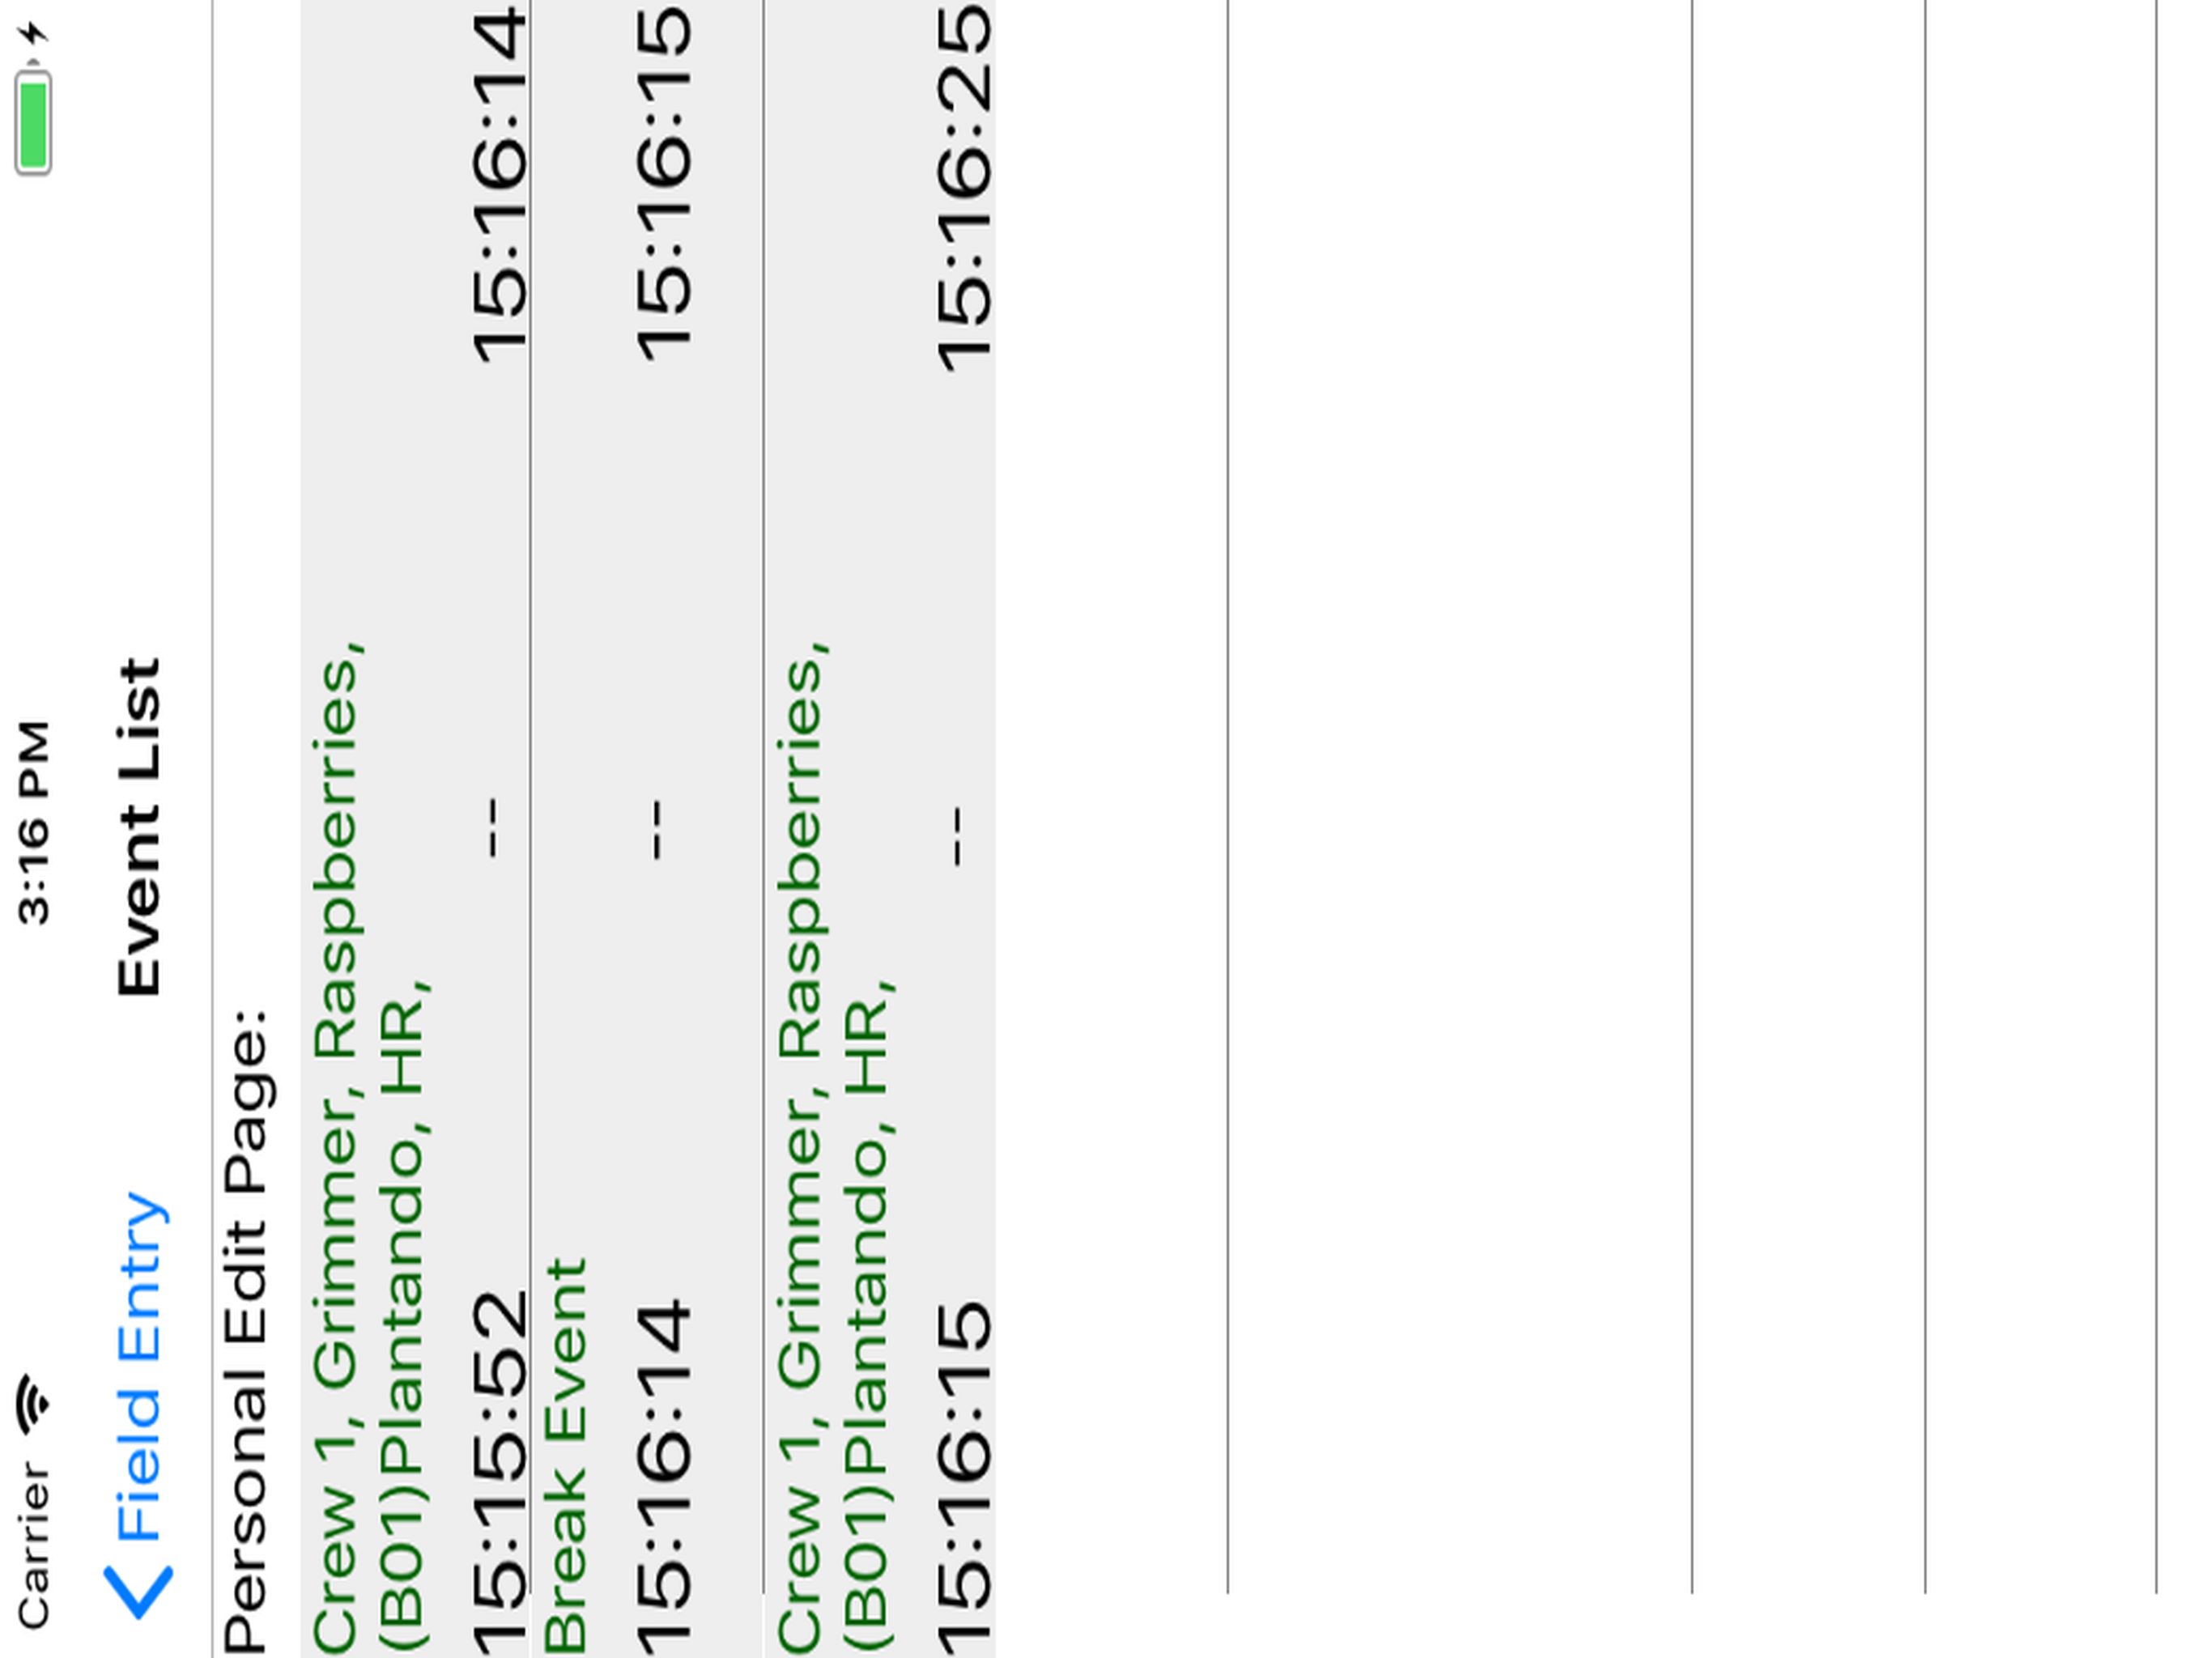 Carrier 3:16 PM
Field Entry Event List
Personal Edit Page:
Crew 1, Grimmer, Raspberries,
(B01)Plantando, HR,
15:15:52 -- 15:16:14
Break Event
15:16:14 -- 15:16:15
Crew 1, Grimmer, Raspberries,
(B01)Plantando, HR,
15:16:15 -- 15:16:25